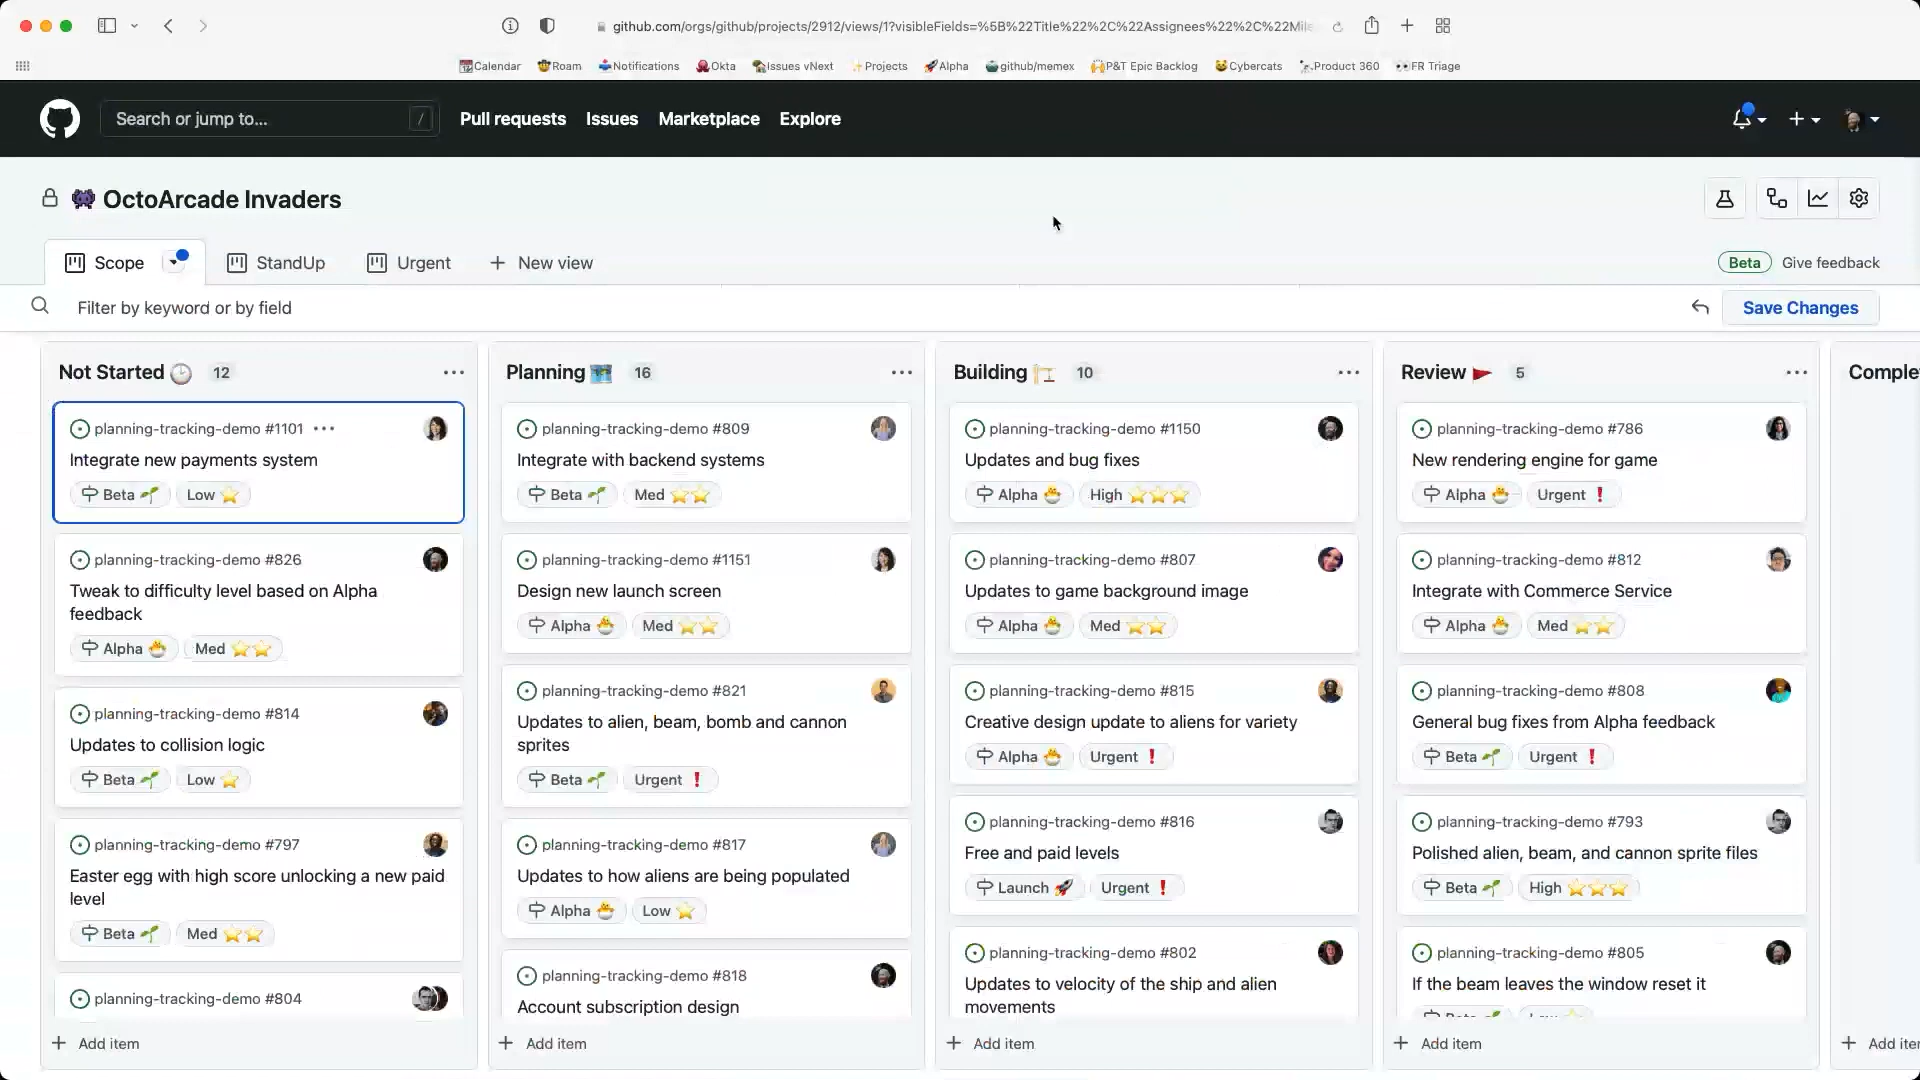 github.com/orgs/github/projects/2912/views/1?visibleFields=%5B%22Title%22%2C%22Assignees%22%2C%22Mile
Calendar Roam Notifications Okta Issues vNext Projects Alpha github/memex P&T Epic Backlog Cybercats Product 360 FR Triage
Search or jump to... / Pull requests Issues Marketplace Explore
OctoArcade Invaders
Scope StandUp Urgent + New view Beta Give feedback
Filter by keyword or by field Save Changes
Not Started 12
planning-tracking-demo #1101
Integrate new payments system
Beta Low
planning-tracking-demo #826
Tweak to difficulty level based on Alpha
feedback
Alpha Med
planning-tracking-demo #814
Updates to collision logic
Beta Low
planning-tracking-demo #797
Easter egg with high score unlocking a new paid
level
Beta Med
planning-tracking-demo #804
+ Add item
Planning 16
planning-tracking-demo #809
Integrate with backend systems
Beta Med
planning-tracking-demo #1151
Design new launch screen
Alpha Med
planning-tracking-demo #821
Updates to alien, beam, bomb and cannon
sprites
Beta Urgent
planning-tracking-demo #817
Updates to how aliens are being populated
Alpha Low
planning-tracking-demo #818
Account subscription design
+ Add item
Building 10
planning-tracking-demo #1150
Updates and bug fixes
Alpha High
planning-tracking-demo #807
Updates to game background image
Alpha Med
planning-tracking-demo #815
Creative design update to aliens for variety
Alpha Urgent
planning-tracking-demo #816
Free and paid levels
Launch Urgent
planning-tracking-demo #802
Updates to velocity of the ship and alien
movements
+ Add item
Review 5
planning-tracking-demo #786
New rendering engine for game
Alpha Urgent
planning-tracking-demo #812
Integrate with Commerce Service
Alpha Med
planning-tracking-demo #808
General bug fixes from Alpha feedback
Beta Urgent
planning-tracking-demo #793
Polished alien, beam, and cannon sprite files
Beta High
planning-tracking-demo #805
If the beam leaves the window reset it
+ Add item
Comple
+ Add iter